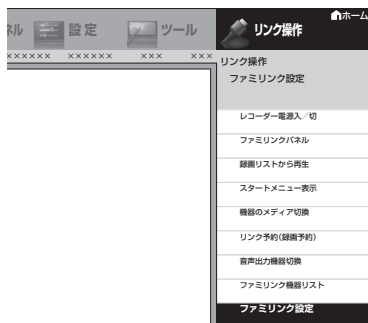 ネル 設定 ツール リンク操作 ホーム
×××××× ×××××× ××× ×××
リンク操作
ファミリンク設定
レコーダー電源入／切
ファミリンクパネル
録画リストから再生
スタートメニュー表示
機器のメディア切換
リンク予約(録画予約)
音声出力機器切換
ファミリンク機器リスト
ファミリンク設定